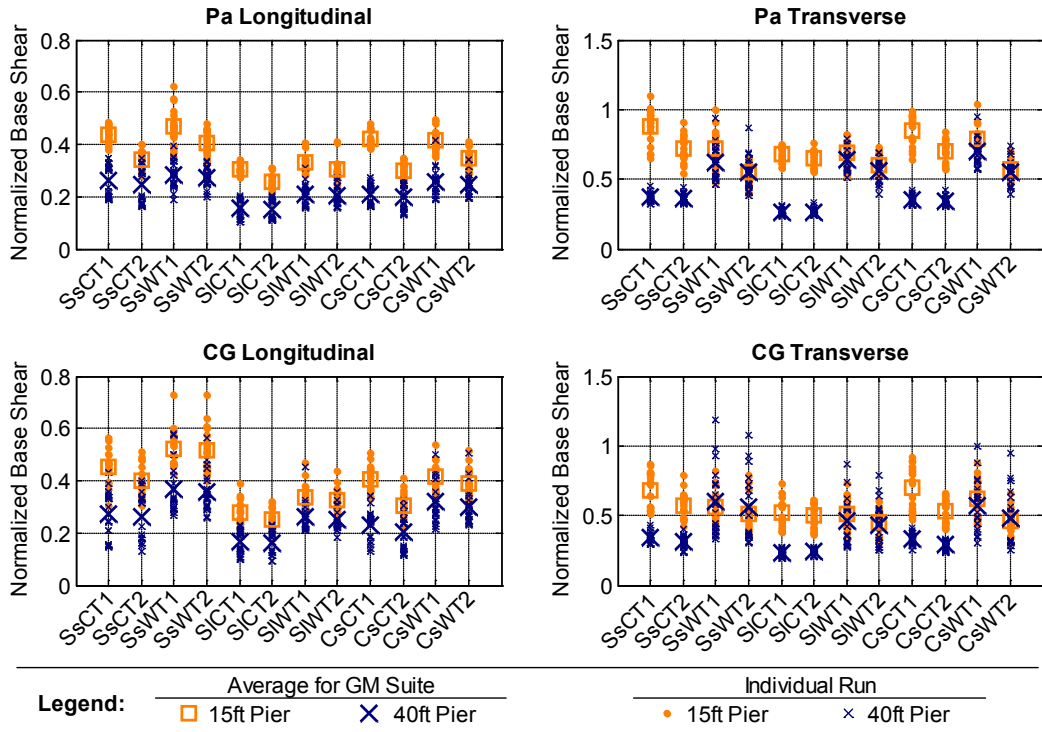 Pa Longitudinal
Normalized Base Shear
0.8
0.6
0.4
0.2
0
SsCT1 SsCT2 SsWT1 SsWT2 SlCT1 SlCT2 SlWT1 SlWT2 CsCT1 CsCT2 CsWT1 CsWT2
Pa Transverse
Normalized Base Shear
1.5
1
0.5
0
SsCT1 SsCT2 SsWT1 SsWT2 SlCT1 SlCT2 SlWT1 SlWT2 CsCT1 CsCT2 CsWT1 CsWT2
CG Longitudinal
Normalized Base Shear
0.8
0.6
0.4
0.2
0
SsCT1 SsCT2 SsWT1 SsWT2 SlCT1 SlCT2 SlWT1 SlWT2 CsCT1 CsCT2 CsWT1 CsWT2
CG Transverse
Normalized Base Shear
1.5
1
0.5
0
SsCT1 SsCT2 SsWT1 SsWT2 SlCT1 SlCT2 SlWT1 SlWT2 CsCT1 CsCT2 CsWT1 CsWT2
Legend:
Average for GM Suite
15ft Pier 40ft Pier
Individual Run
15ft Pier 40ft Pier